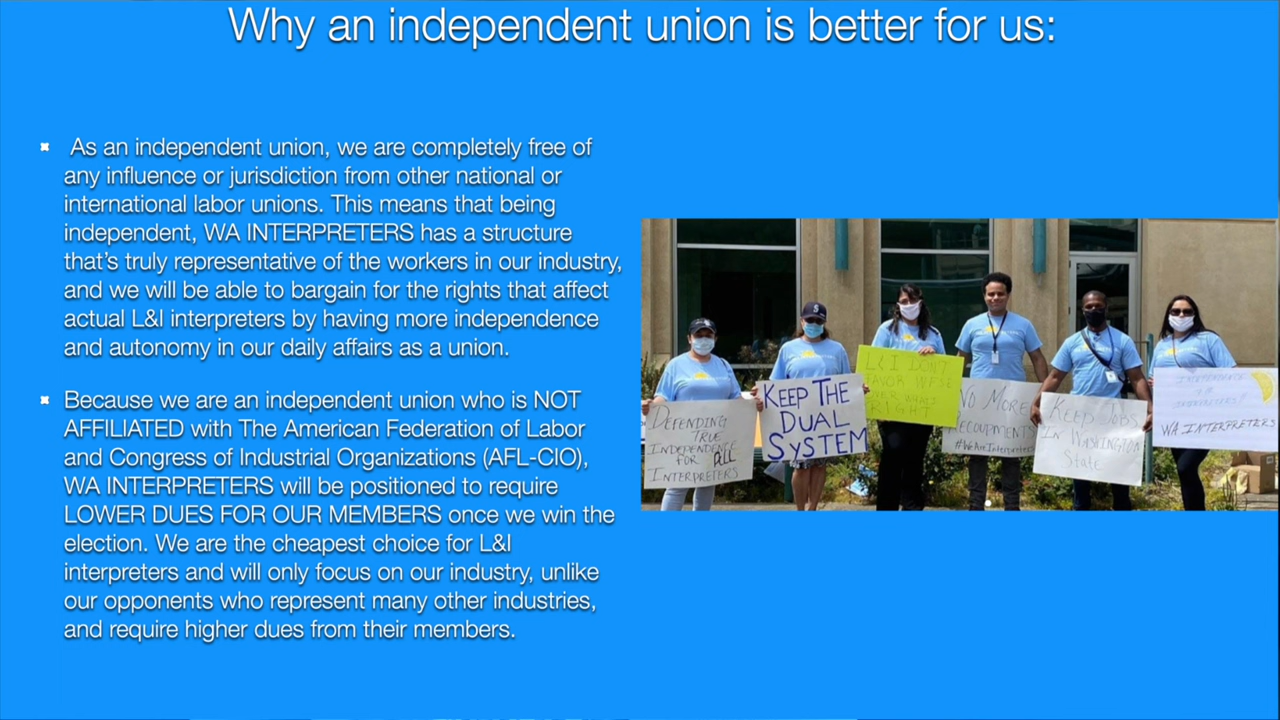 Why an independent union is better for us:
As an independent union, we are completely free of
any influence or jurisdiction from other national or
international labor unions. This means that being
independent, WA INTERPRETERS has a structure
that’s truly representative of the workers in our industry,
and we will be able to bargain for the rights that affect
actual L&I interpreters by having more independence
and autonomy in our daily affairs as a union.
Because we are an independent union who is NOT
AFFILIATED with The American Federation of Labor
and Congress of Industrial Organizations (AFL-CIO),
WA INTERPRETERS will be positioned to require
LOWER DUES FOR OUR MEMBERS once we win the
election. We are the cheapest choice for L&I
interpreters and will only focus on our industry, unlike
our opponents who represent many other industries,
and require higher dues from their members.
DEFENDING
TRUE
INDEPENDENCE
FOR ALL
INTERPRETERS
KEEP THE
DUAL
SYSTEM
L&I DON'T
FAVOR WFSE
RIGHT
NO MORE
RECOUPMENTS
#WeAreInterpreters
KEEP JOBS
IN WASHINGTON
STATE
INDEPENDENCE
INTERPRETERS!
WA INTERPRETERS